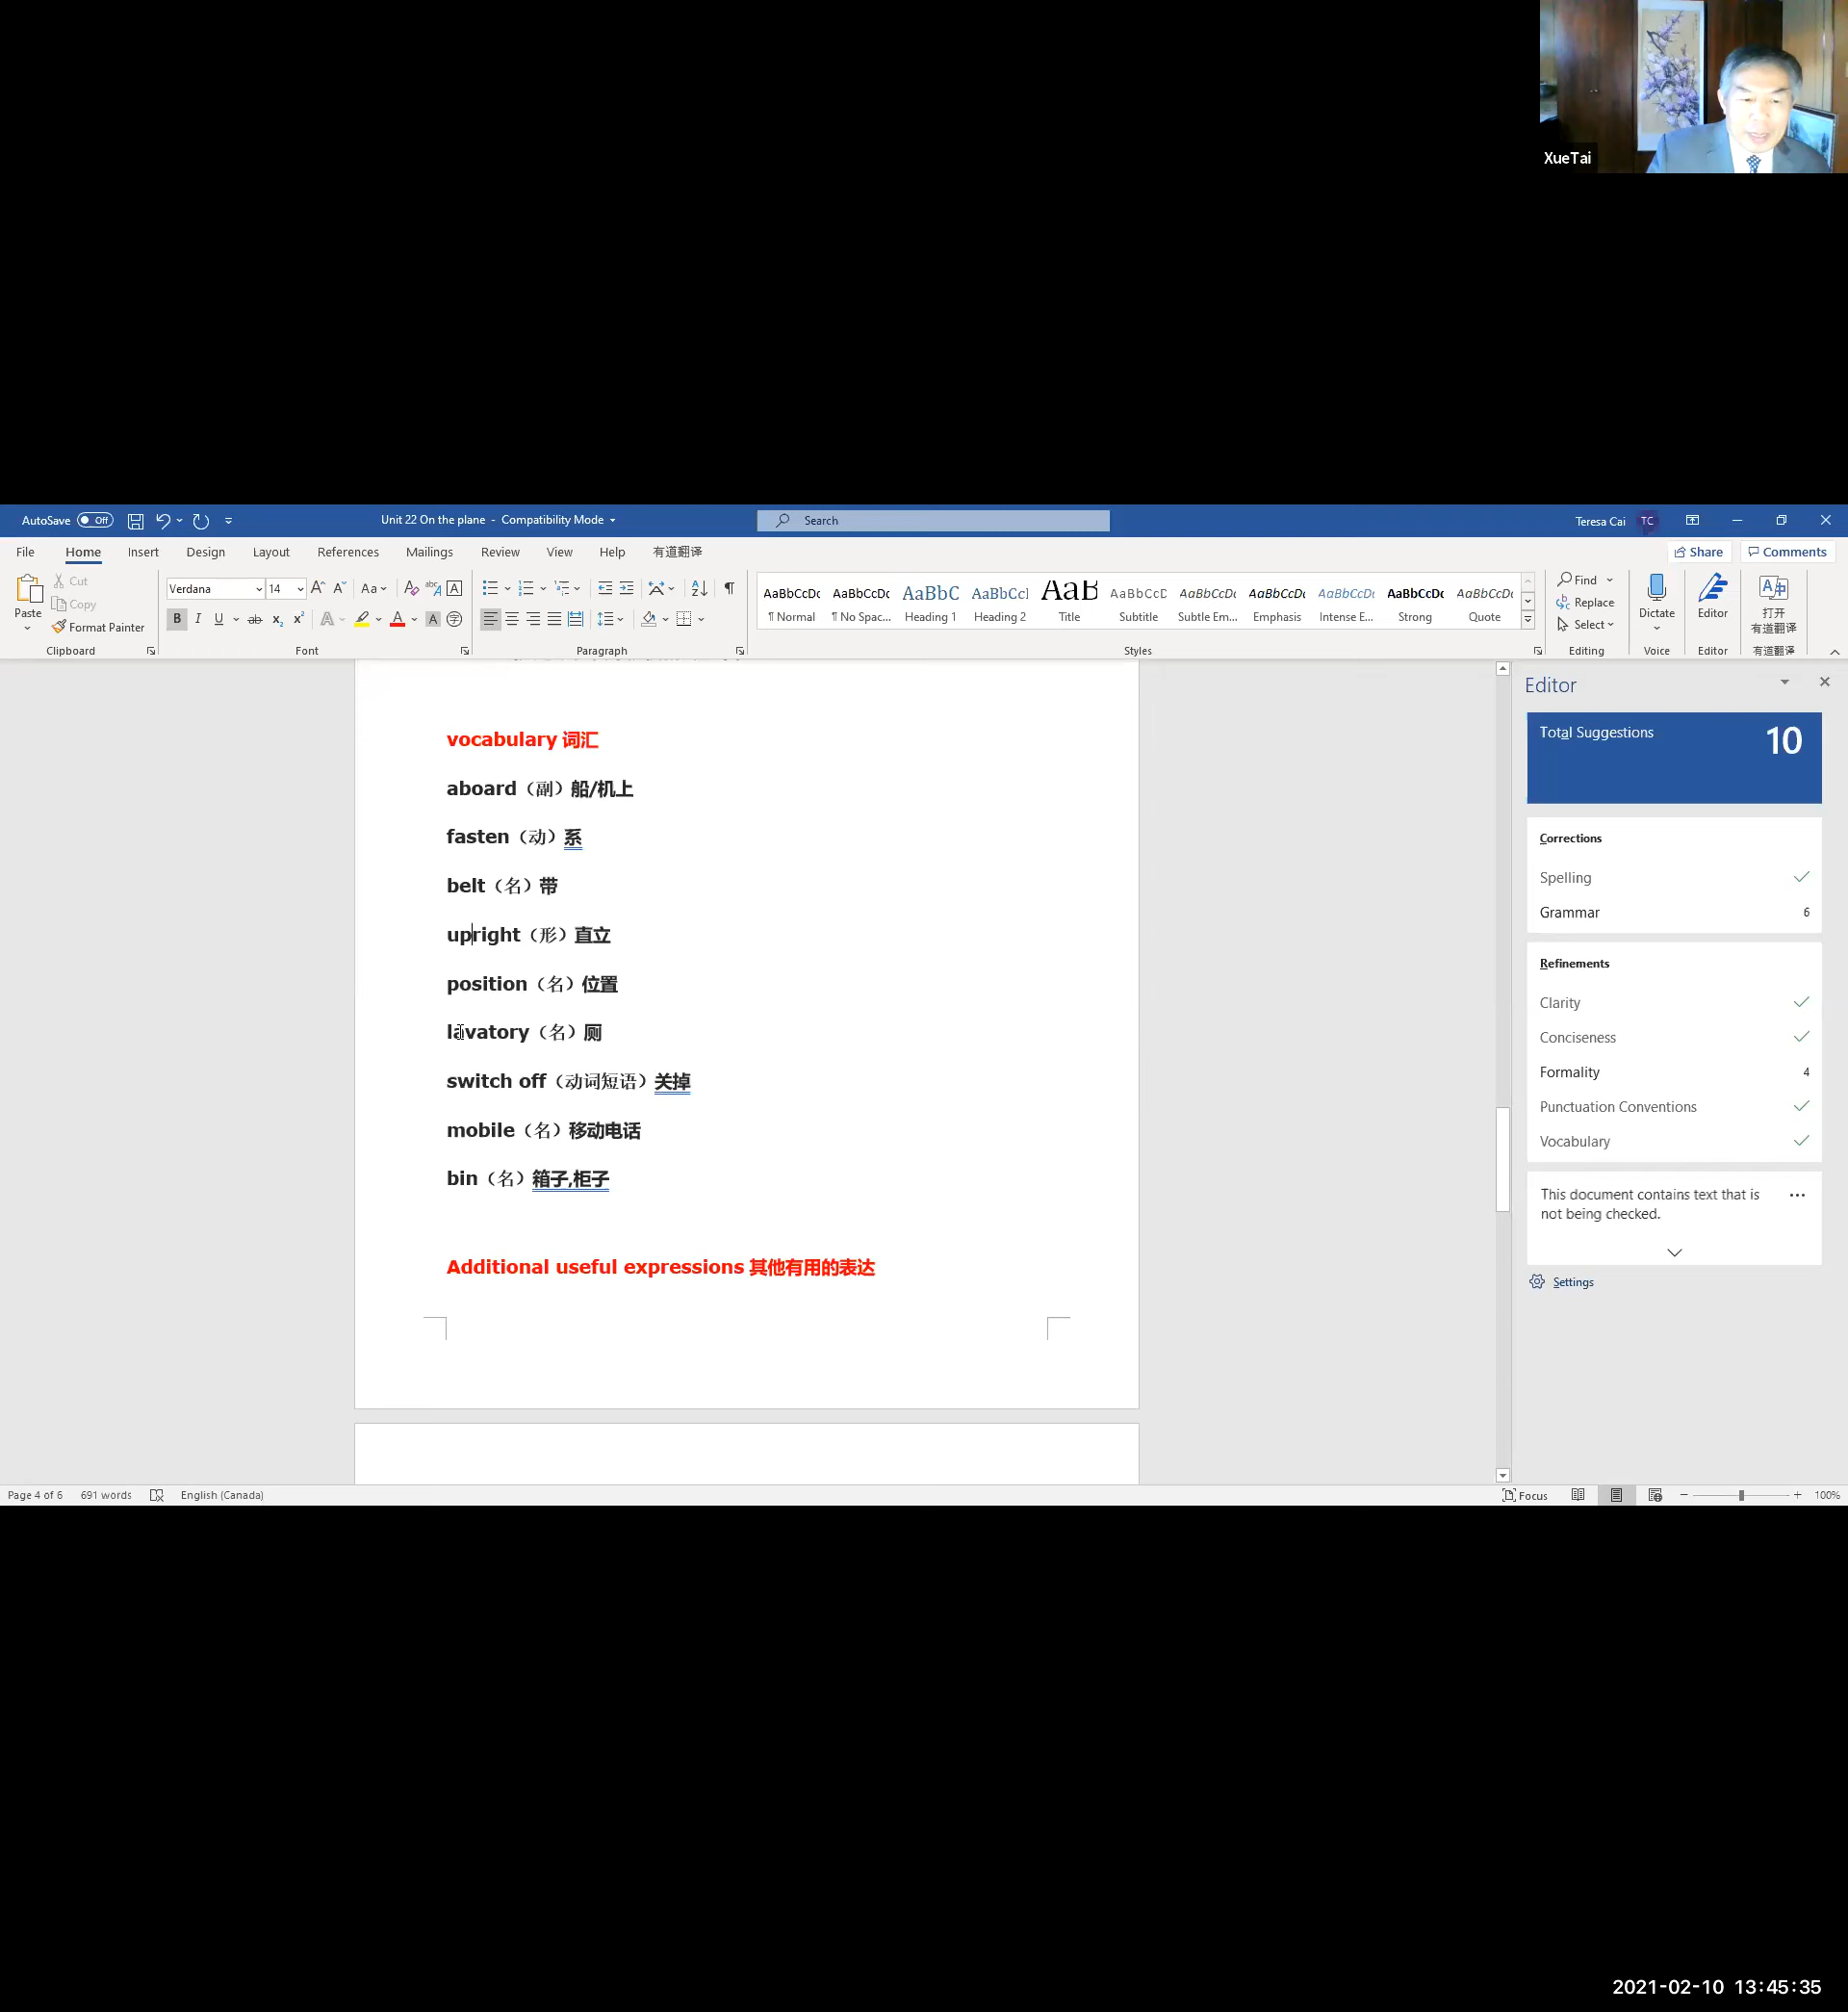 XueTai
AutoSave Off
Unit 22 On the plane - Compatibility Mode
Search
Teresa Cai TC
File Home Insert Design Layout References Mailings Review View Help 有道翻译
Share Comments
Paste
Cut
Copy
Format Painter
Clipboard
Verdana 14
Font
Paragraph
AaBbCcDc AaBbCcDc AaBbC AaBbCcI AaB AaBbCcD AaBbCcDc AaBbCcDc AaBbCcDc AaBbCcDc AaBbCcDc
¶ Normal ¶ No Spac... Heading 1 Heading 2 Title Subtitle Subtle Em... Emphasis Intense E... Strong Quote
Styles
Find
Replace
Select
Editing
Dictate
Voice
Editor
Editor
打开
有道翻译
有道翻译
vocabulary 词汇
aboard（副）船/机上
fasten（动）系
belt（名）带
upright（形）直立
position（名）位置
lavatory（名）厕
switch off（动词短语）关掉
mobile（名）移动电话
bin（名）箱子,柜子
Additional useful expressions 其他有用的表达
Editor
Total Suggestions 10
Corrections
Spelling
Grammar 6
Refinements
Clarity
Conciseness
Formality 4
Punctuation Conventions
Vocabulary
This document contains text that is
not being checked.
Settings
Page 4 of 6 691 words English (Canada)
Focus 100%
2021-02-10 13:45:35